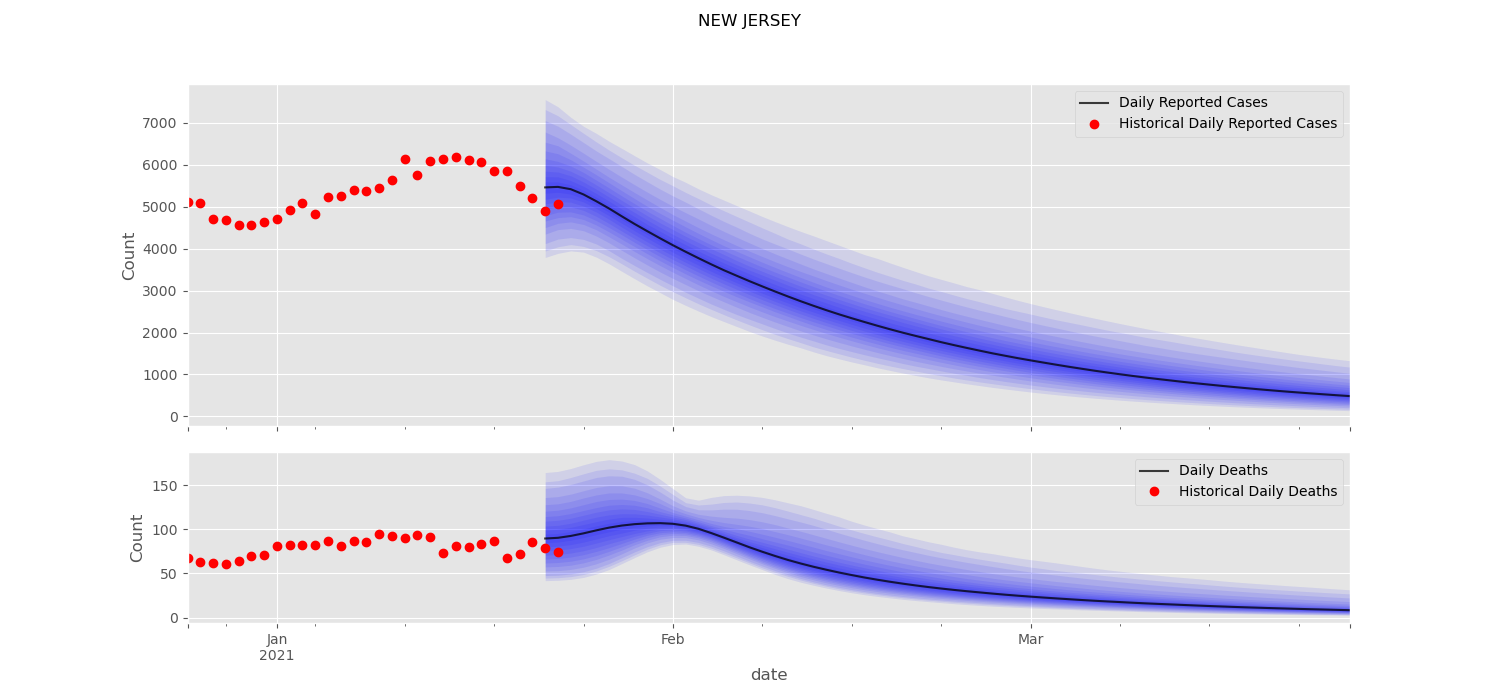 NEW JERSEY
Daily Reported Cases
Historical Daily Reported Cases
7000
6000
5000
4000
3000
2000
1000
0
Count
Daily Deaths
Historical Daily Deaths
150
100
50
0
Count
Jan Feb Mar
2021
date